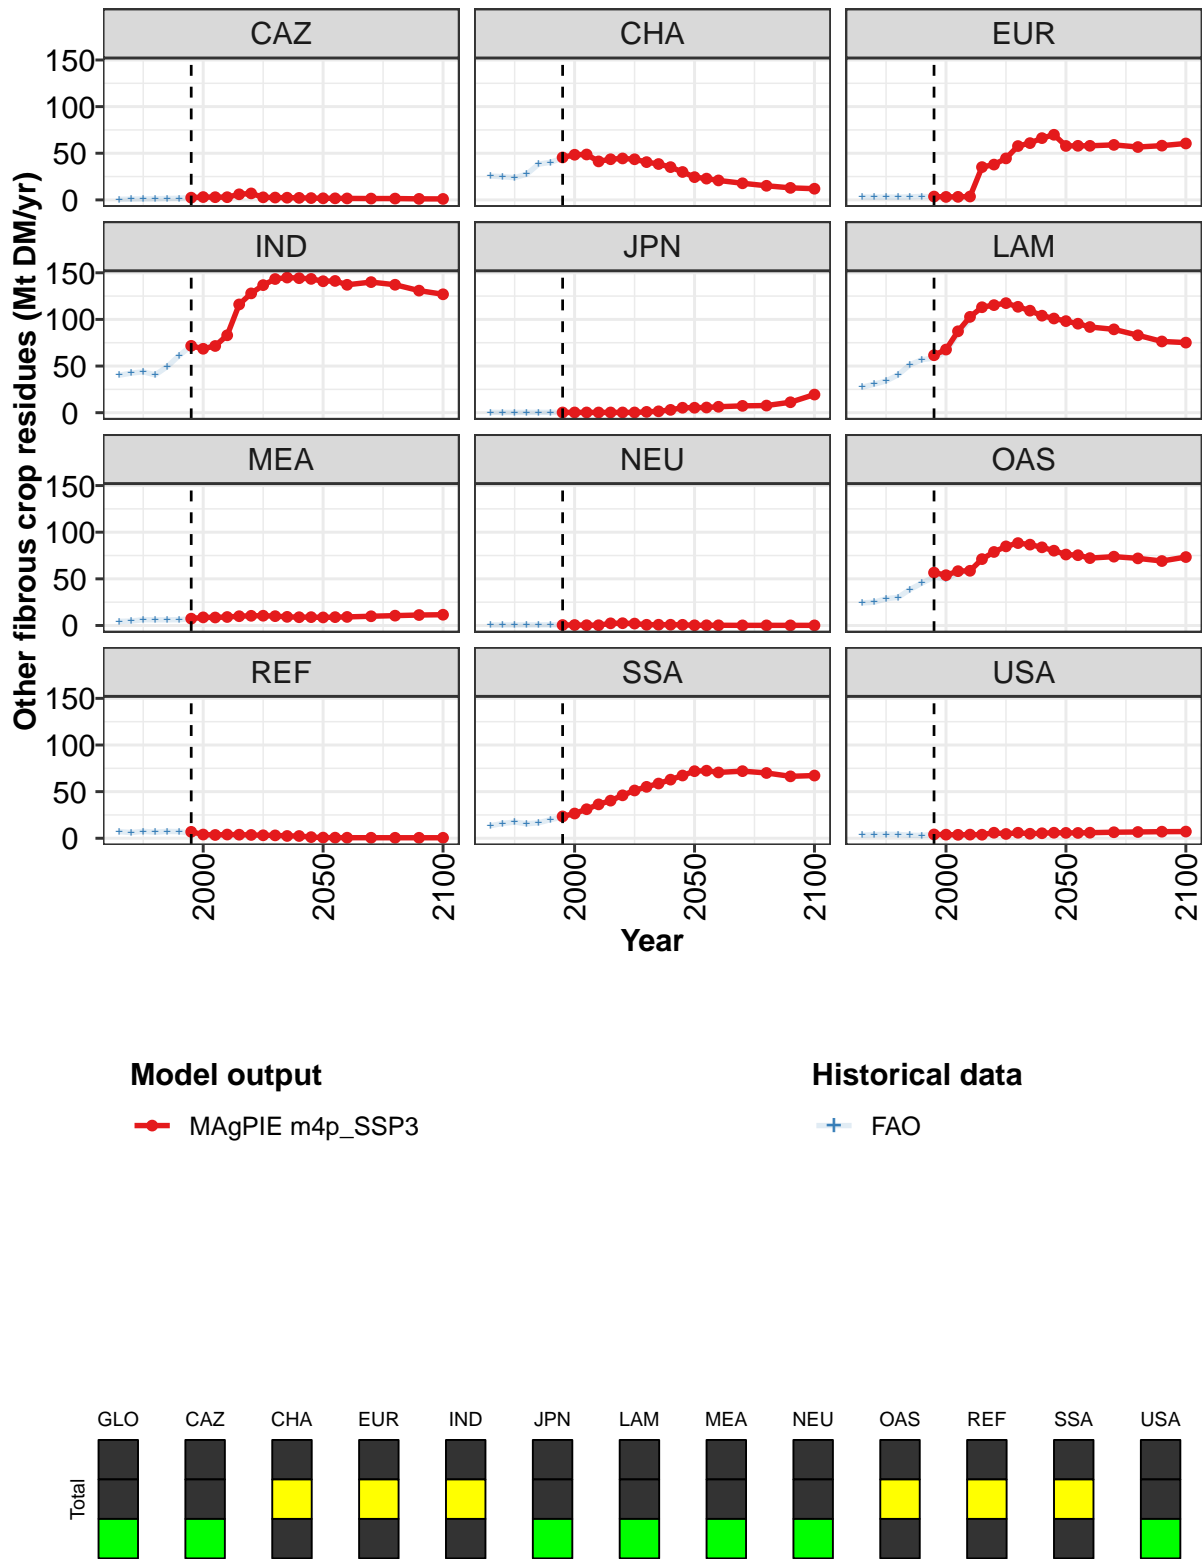 CAZ CHA EUR
150
100
50
0
IND JPN LAM
150
100
50
0
MEA NEU OAS
150
100
50
0
REF SSA USA
150
100
50
0
Other fibrous crop residues (Mt DM/yr)
2000 2050 2100 2000 2050 2100 2000 2050 2100
Year
Model output
MAgPIE m4p_SSP3
Historical data
FAO
GLO CAZ CHA EUR IND JPN LAM MEA NEU OAS REF SSA USA
Total